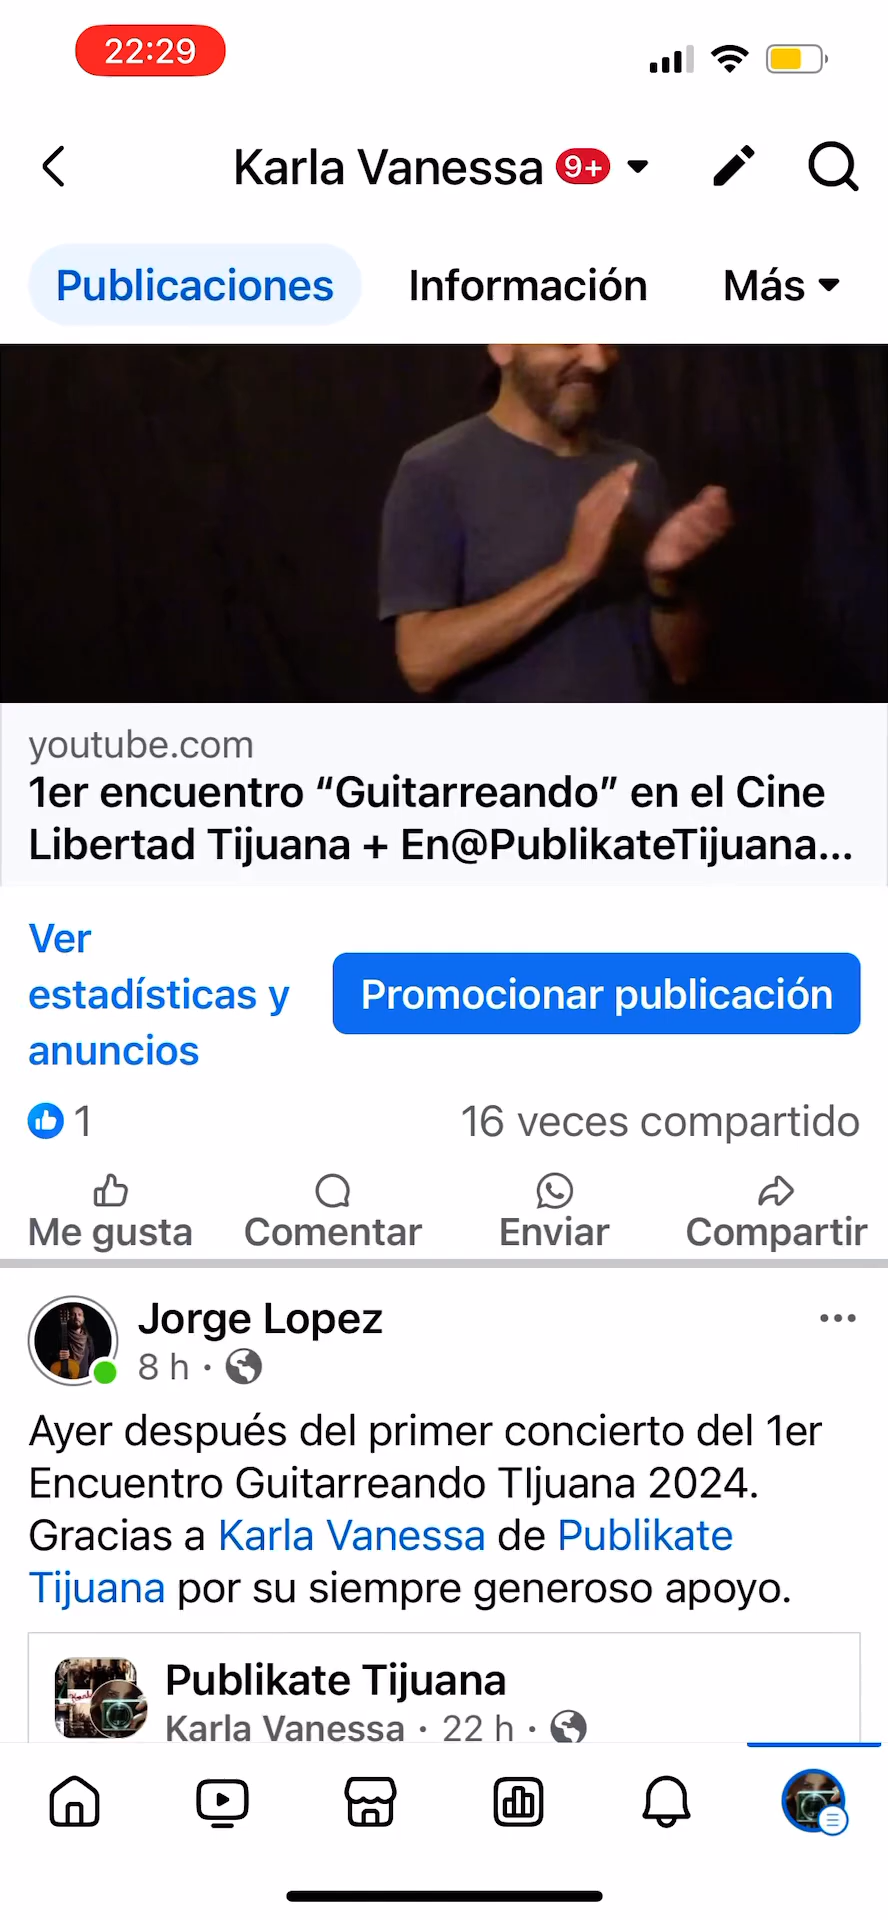 22:29
Karla Vanessa 9+
Publicaciones Información Más
youtube.com
1er encuentro “Guitarreando” en el Cine
Libertad Tijuana + En@PublikateTijuana...
Ver
estadísticas y
anuncios
Promocionar publicación
1 16 veces compartido
Me gusta Comentar Enviar Compartir
Jorge Lopez
8 h ·
Ayer después del primer concierto del 1er
Encuentro Guitarreando TIjuana 2024.
Gracias a Karla Vanessa de Publikate
Tijuana por su siempre generoso apoyo.
Publikate Tijuana
Karla Vanessa · 22 h ·